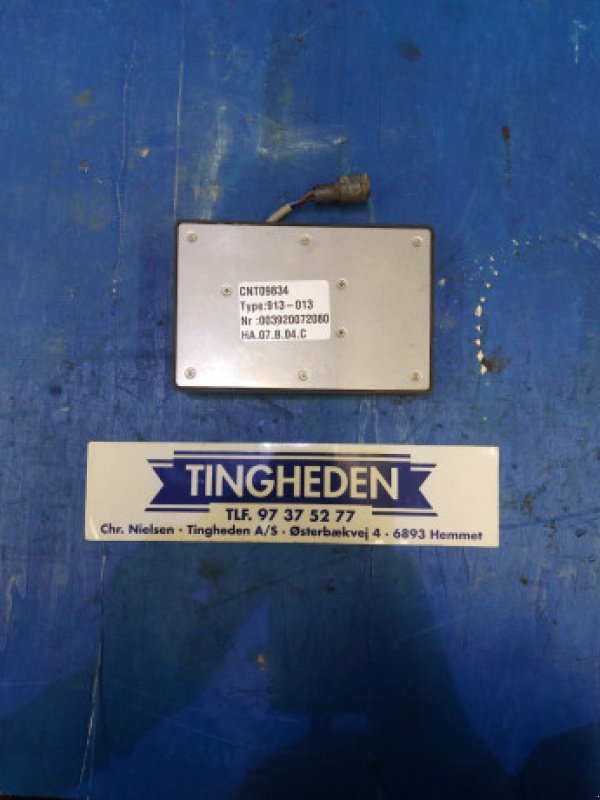 CNT09834
Type:913-013
Nr :003920072080
HA.07.8.04.C
TINGHEDEN
TLF. 97 37 52 77
Chr. Nielsen - Tingheden A/S - Østerbækvej 4 - 6893 Hemmet